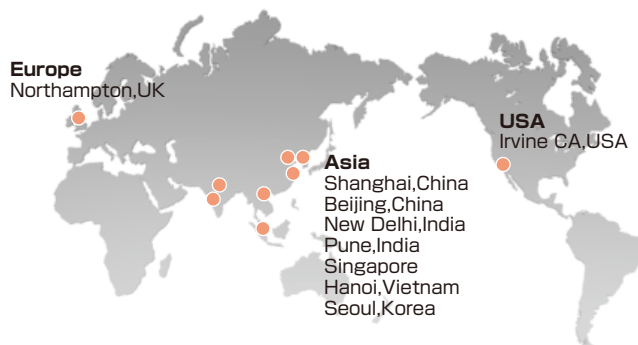 Europe
Northampton,UK
USA
Irvine CA,USA
Asia
Shanghai,China
Beijing,China
New Delhi,India
Pune,India
Singapore
Hanoi,Vietnam
Seoul,Korea